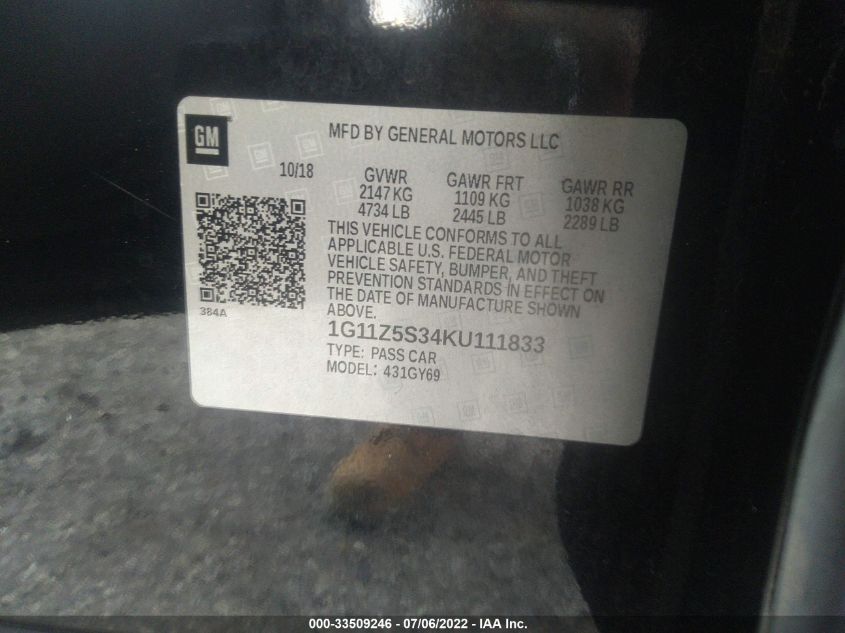 GM
MFD BY GENERAL MOTORS LLC
10/18
GVWR
2147 KG
4734 LB
GAWR FRT
1109 KG
2445 LB
GAWR RR
1038 KG
2289 LB
THIS VEHICLE CONFORMS TO ALL
APPLICABLE U.S. FEDERAL MOTOR
VEHICLE SAFETY, BUMPER, AND THEFT
PREVENTION STANDARDS IN EFFECT ON
THE DATE OF MANUFACTURE SHOWN
ABOVE.
384A
1G11Z5S34KU111833
TYPE: PASS CAR
MODEL: 431GY69
000-33509246 - 07/06/2022 - IAA Inc.